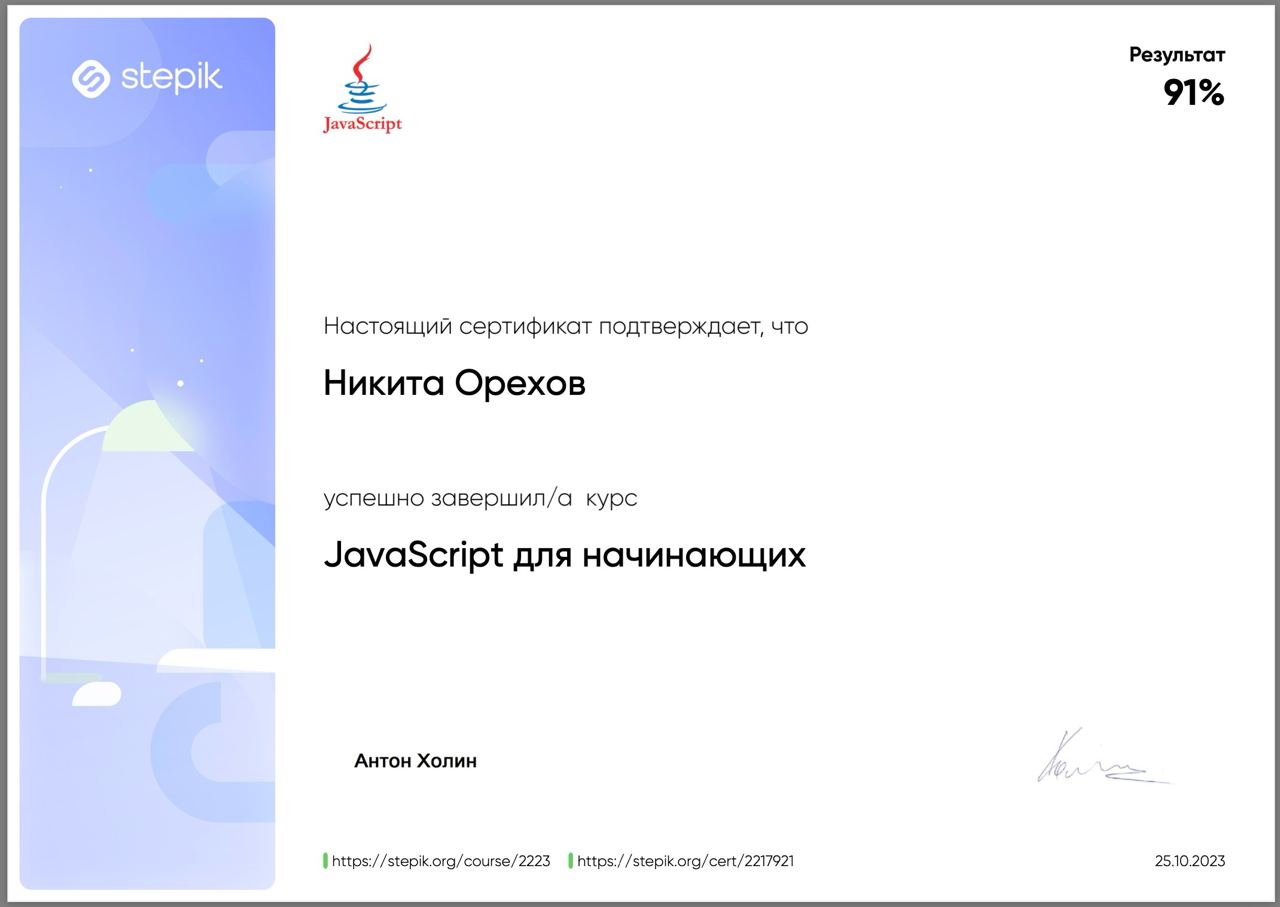 stepik
JavaScript
Результат
91%
Настоящий сертификат подтверждает, что
Никита Орехов
успешно завершил/а курс
JavaScript для начинающих
Антон Холин
https://stepik.org/course/2223
https://stepik.org/cert/2217921
25.10.2023